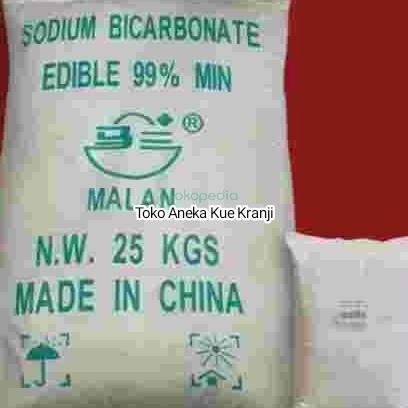 SODIUM BICARBONATE
EDIBLE 99% MIN
®
MALAN
tokopedia
Toko Aneka Kue Kranji
N.W. 25 KGS
MADE IN CHINA